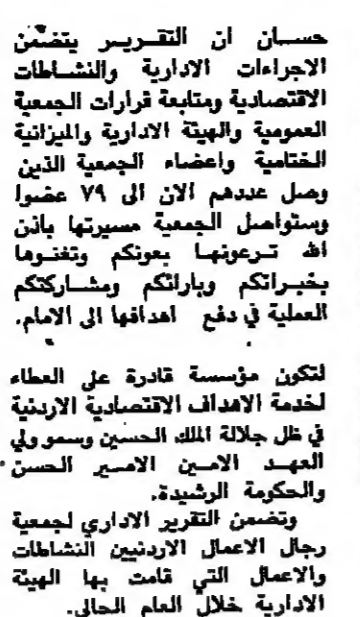 حسان ان التقرير يتضمن
الاجراءات الادارية والنشاطات
الاقتصادية ومتابعة قرارات الجمعية
العمومية والهيئة الادارية والميزانية
الختامية واعضاء الجمعية الذين
وصل عددهم الان الى ٧٩ عضوا
وستواصل الجمعية مسيرتها باذن
الله ترعونها بعونكم وتغنوها
بخبراتكم وبارائكم ومشاركتكم
العملية في دفع اهدافها الى الامام.
لتكون مؤسسة قادرة على العطاء
لخدمة الاهداف الاقتصادية الاردنية
في ظل جلالة الملك الحسين وسمو ولي
العهد الامين الامير الحسن
والحكومة الرشيدة.
وتضمن التقرير الاداري لجمعية
رجال الاعمال الاردنيين النشاطات
والاعمال التي قامت بها الهيئة
الادارية خلال العام الحالي.